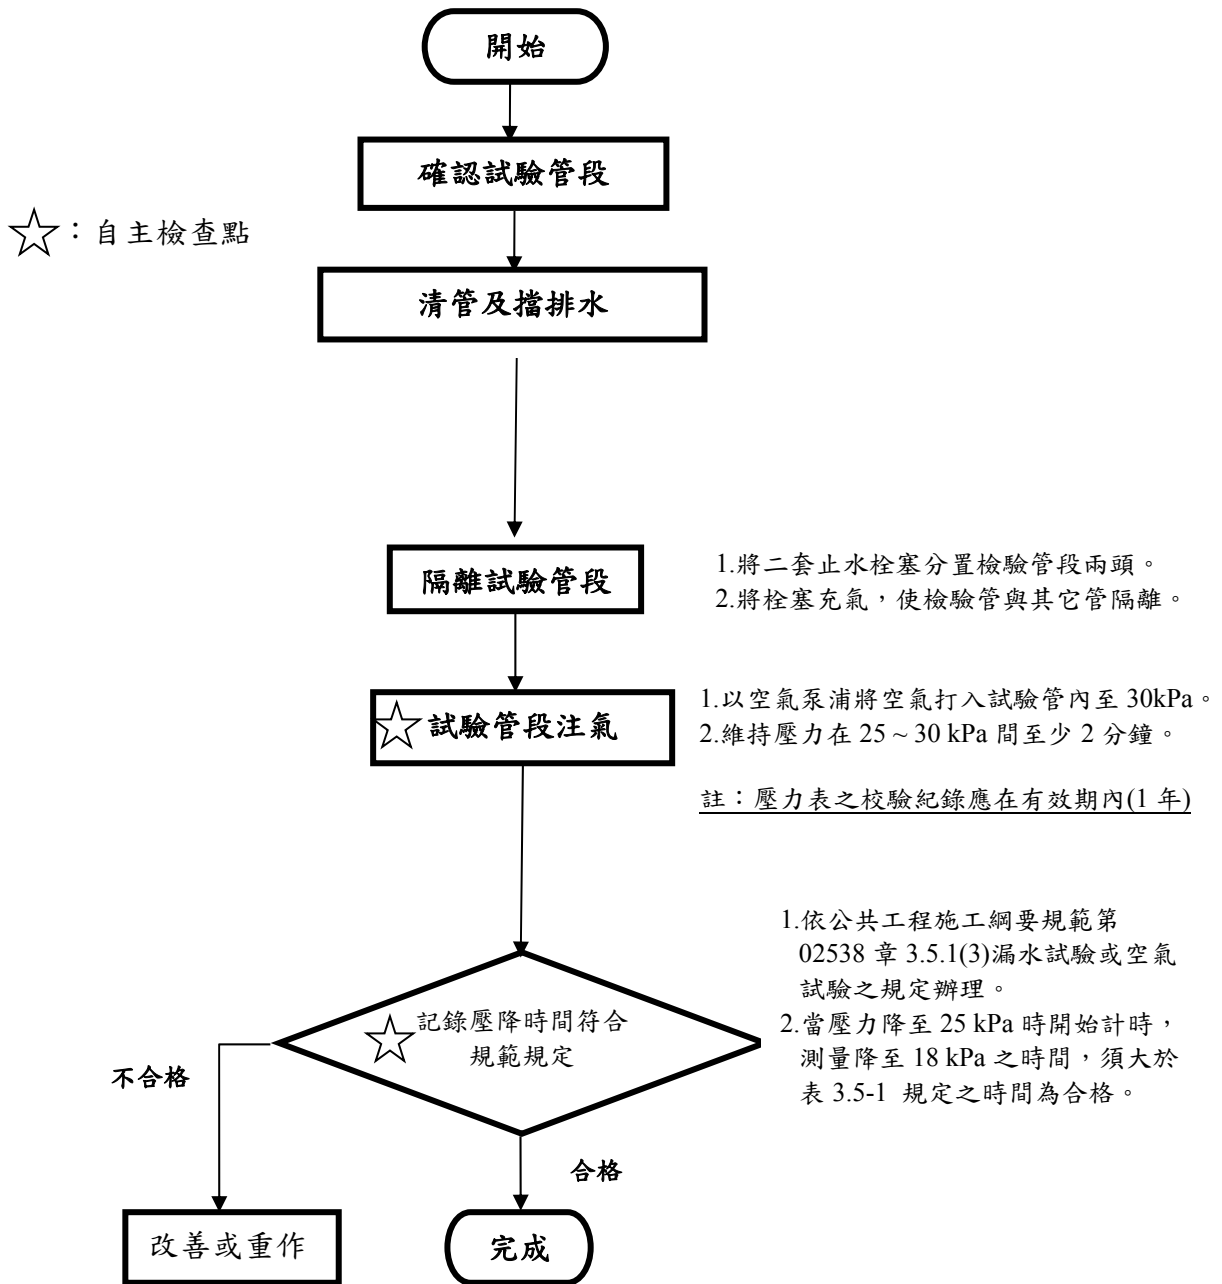 開始
確認試驗管段
：自主檢查點
清管及擋排水
隔離試驗管段
1.將二套止水栓塞分置檢驗管段兩頭。
2.將栓塞充氣，使檢驗管與其它管隔離。
試驗管段注氣
1.以空氣泵浦將空氣打入試驗管內至 30kPa。
2.維持壓力在 25 ~ 30 kPa 間至少 2 分鐘。
註：壓力表之校驗紀錄應在有效期內(1 年)
記錄壓降時間符合
規範規定
1.依公共工程施工綱要規範第
02538 章 3.5.1(3)漏水試驗或空氣
試驗之規定辦理。
2.當壓力降至 25 kPa 時開始計時，
測量降至 18 kPa 之時間，須大於
表 3.5-1 規定之時間為合格。
不合格
合格
改善或重作
完成